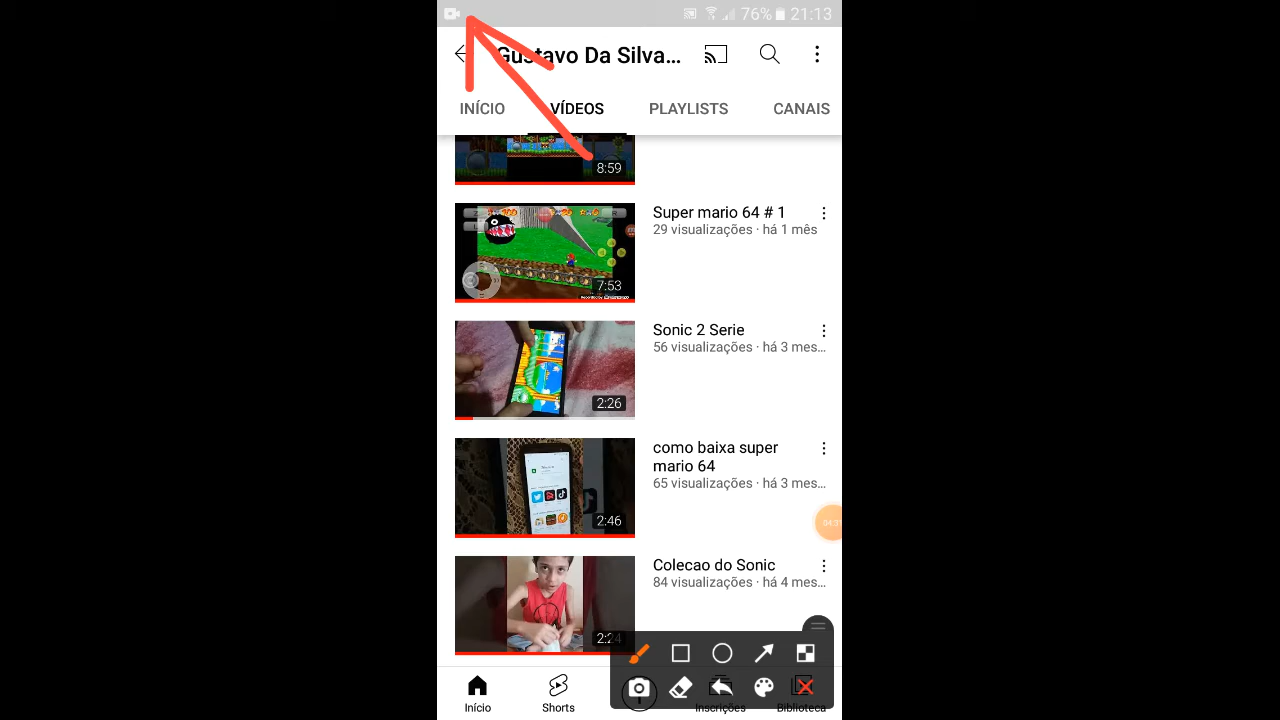 76% 21:13
Gustavo Da Silva...
INÍCIO VÍDEOS PLAYLISTS CANAIS
8:59
Super mario 64 # 1
29 visualizações · há 1 mês
7:53
Sonic 2 Serie
56 visualizações · há 3 mes...
2:26
como baixa super
mario 64
65 visualizações · há 3 mes...
2:46
Colecao do Sonic
84 visualizações · há 4 mes...
2:24
Início Shorts Inscrições Biblioteca